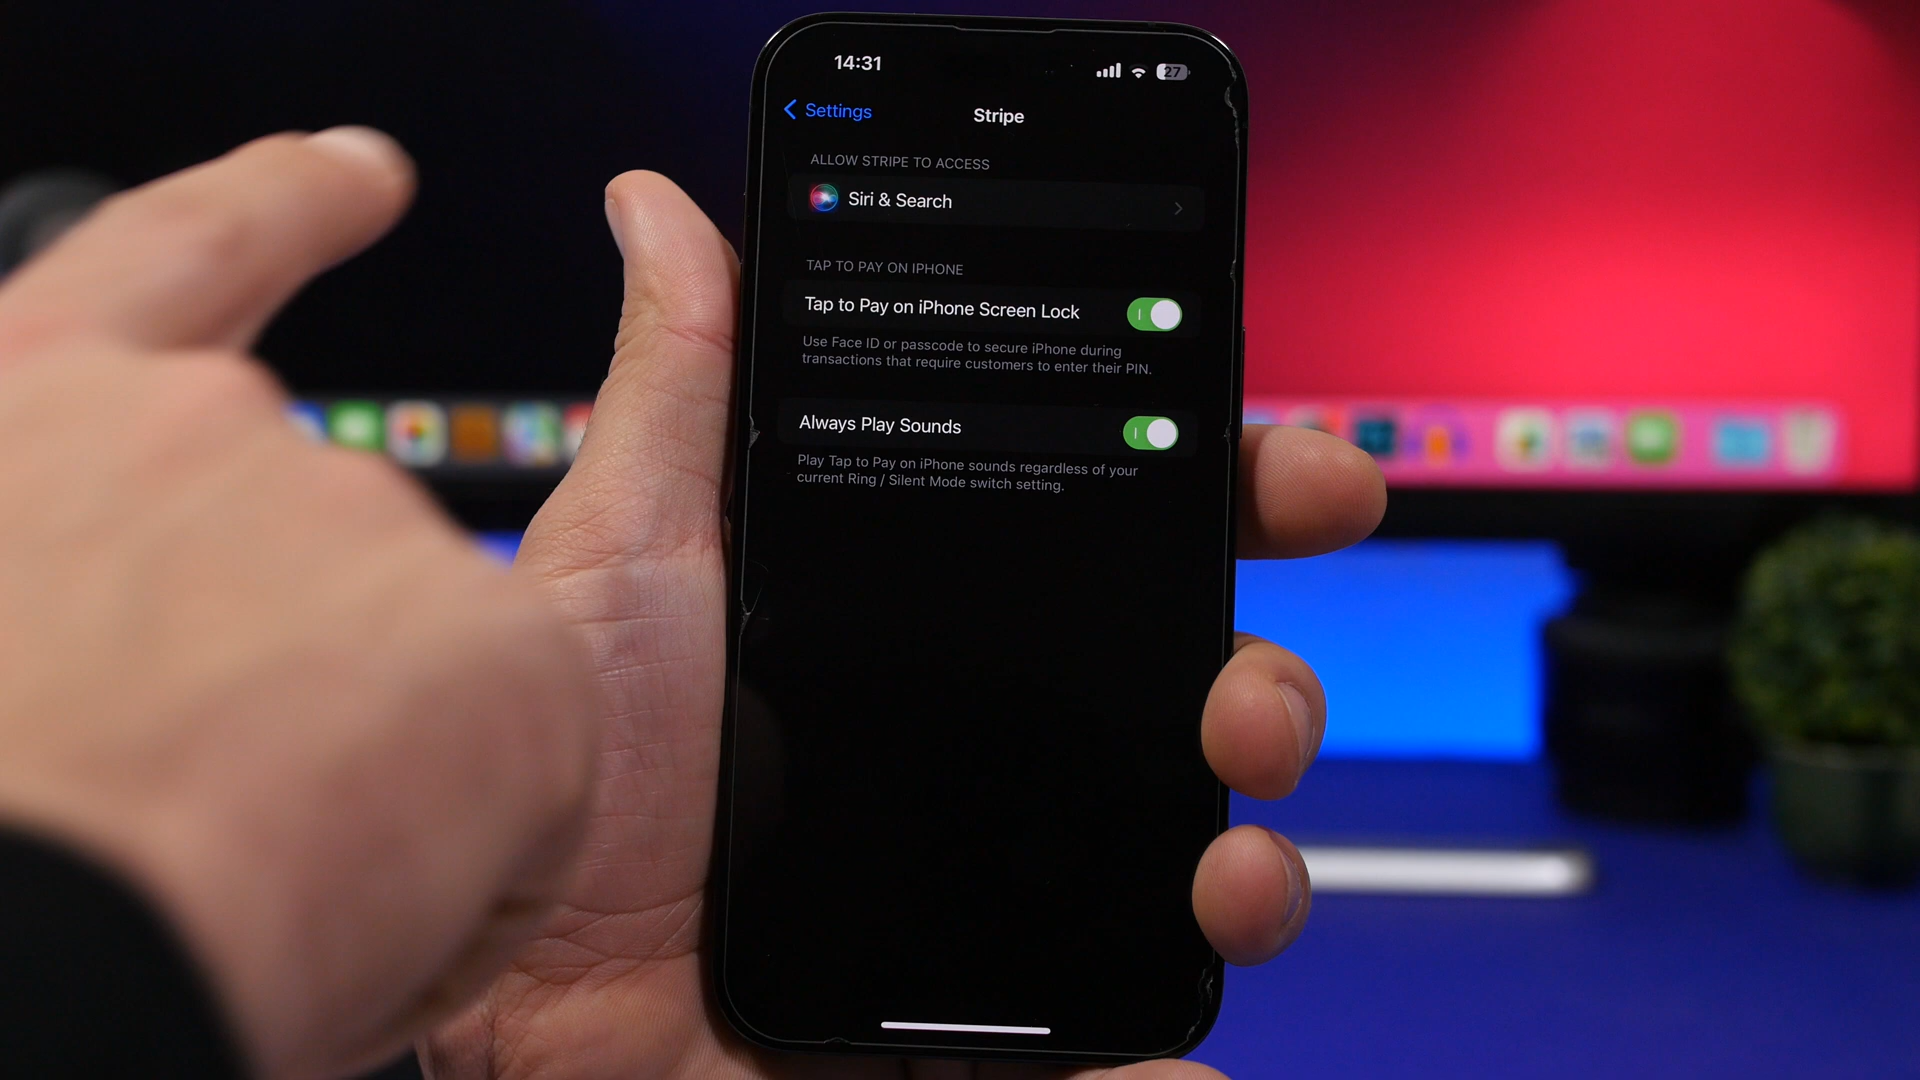 14:31
27
Settings
Stripe
ALLOW STRIPE TO ACCESS
Siri & Search
TAP TO PAY ON IPHONE
Tap to Pay on iPhone Screen Lock
Use Face ID or passcode to secure iPhone during
transactions that require customers to enter their PIN.
Always Play Sounds
Play Tap to Pay on iPhone sounds regardless of your
current Ring / Silent Mode switch setting.